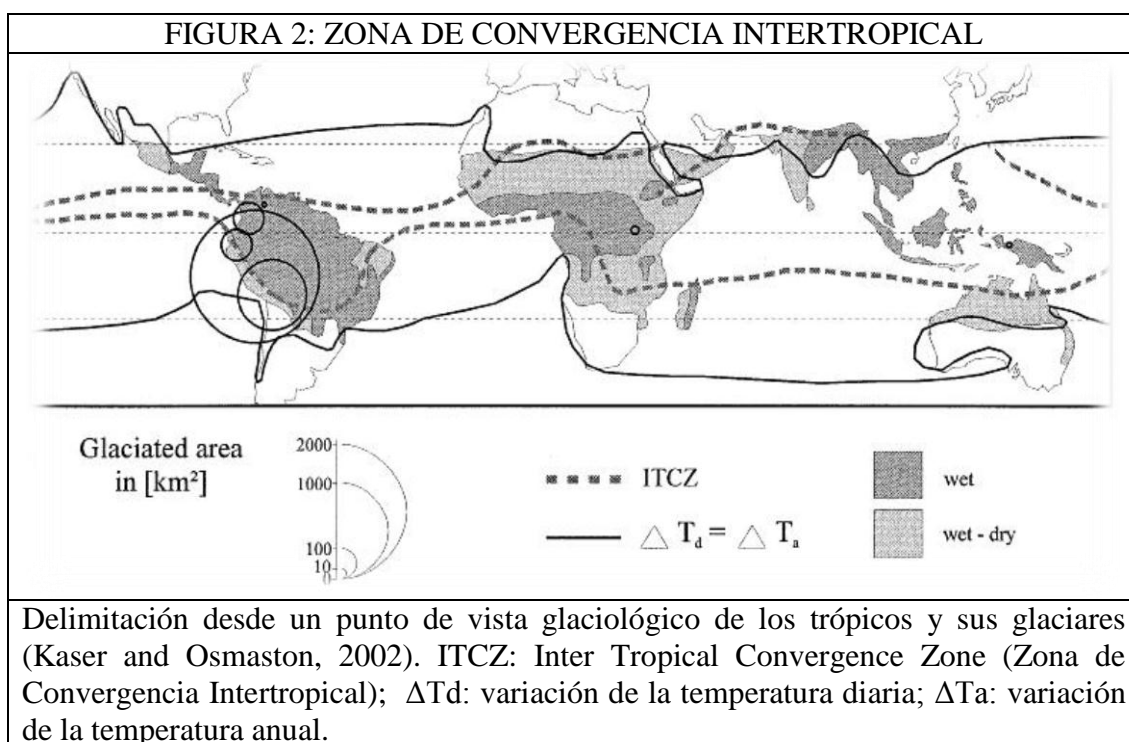 FIGURA 2: ZONA DE CONVERGENCIA INTERTROPICAL
Glaciated area
in [km²]
2000
1000
100
10
0
ITCZ
△ T_d = △ T_a
wet
wet - dry
Delimitación desde un punto de vista glaciológico de los trópicos y sus glaciares
(Kaser and Osmaston, 2002). ITCZ: Inter Tropical Convergence Zone (Zona de
Convergencia Intertropical); ΔTd: variación de la temperatura diaria; ΔTa: variación
de la temperatura anual.